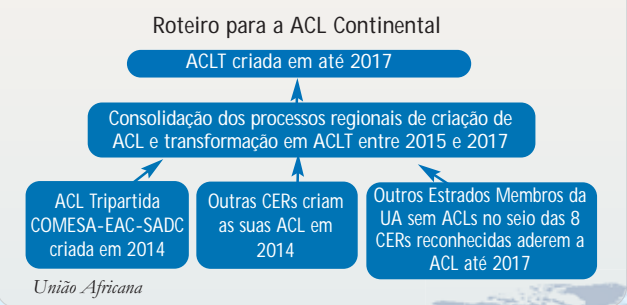 Roteiro para a ACL Continental
ACLT criada em até 2017
Consolidação dos processos regionais de criação de
ACL e transformação em ACLT entre 2015 e 2017
ACL Tripartida
COMESA-EAC-SADC
criada em 2014
Outras CERs criam
as suas ACL em
2014
Outros Estrados Membros da
UA sem ACLs no seio das 8
CERs reconhecidas aderem a
ACL até 2017
União Africana